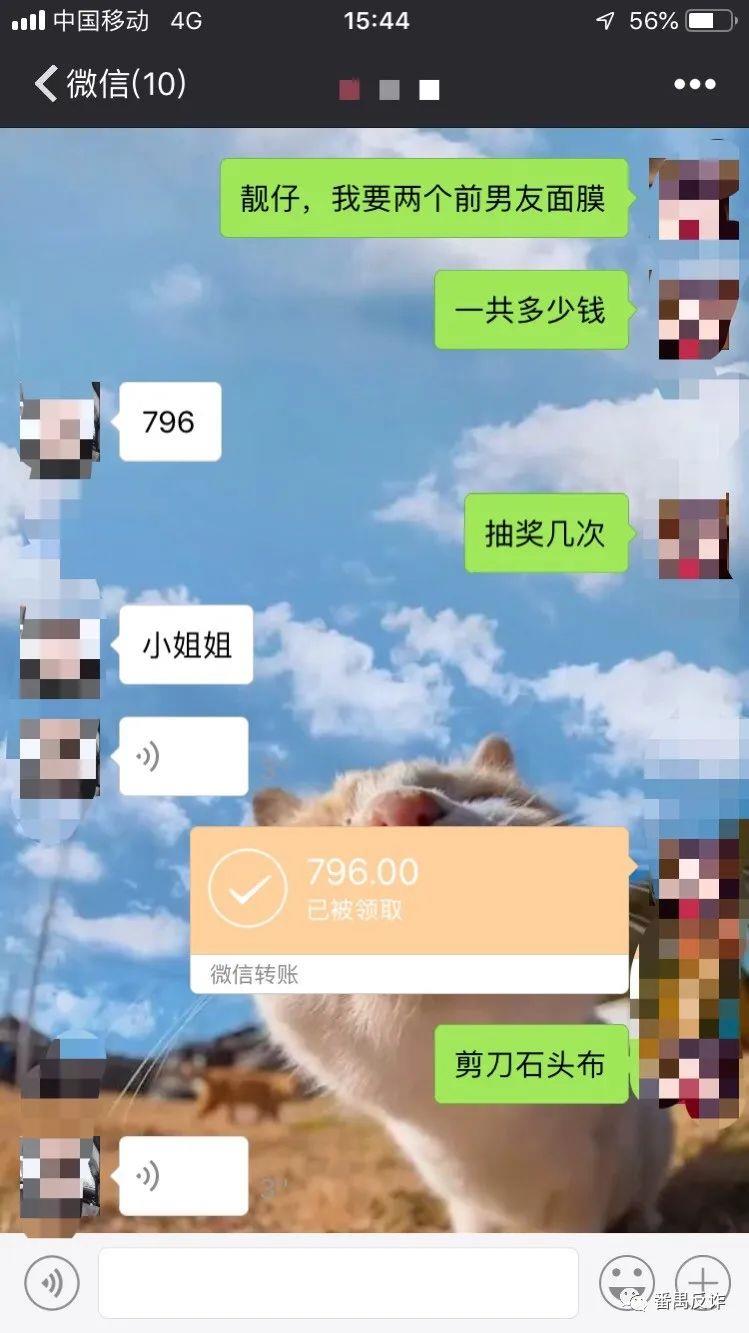 中国移动 4G 15:44 56%
微信(10)
靓仔，我要两个前男友面膜
一共多少钱
796
抽奖几次
小姐姐
796.00
已被领取
微信转账
剪刀石头布
3"
番禺反诈